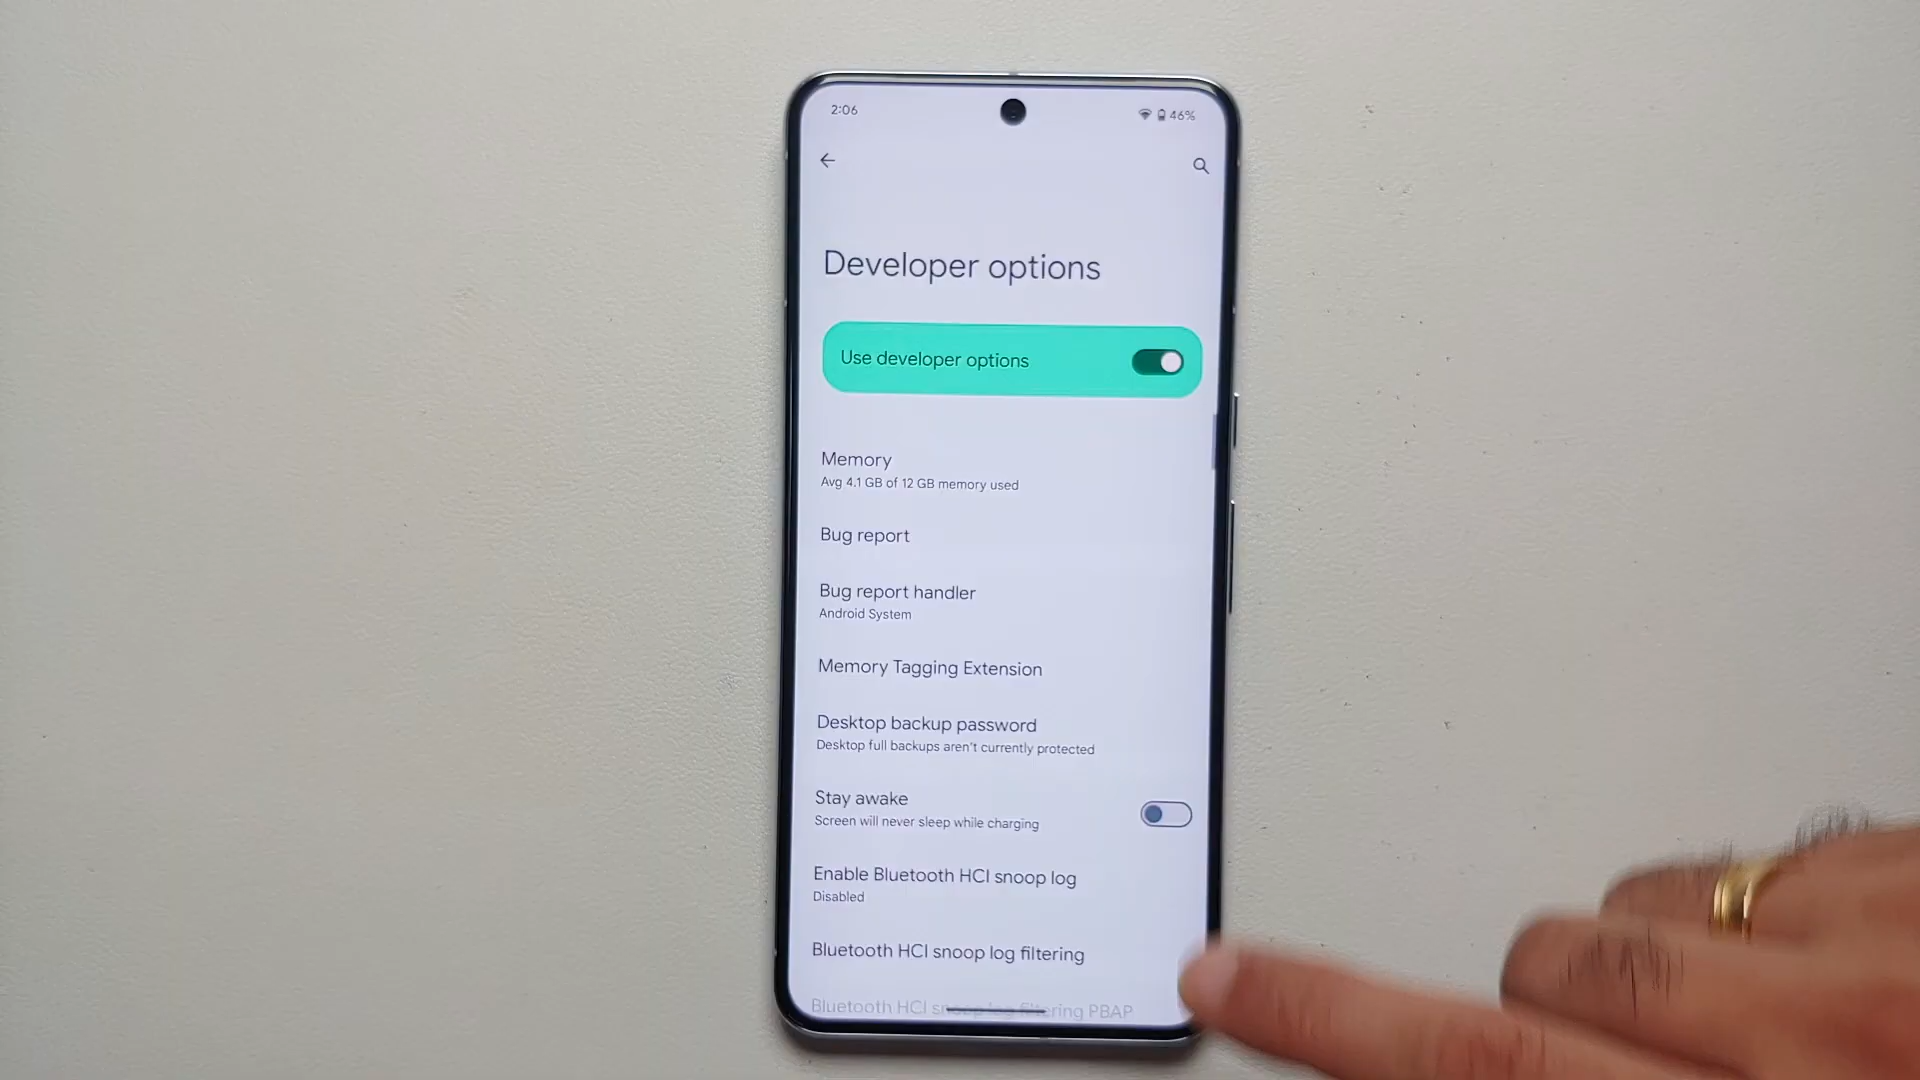 2:06
46%
Developer options
Use developer options
Memory
Avg 4.1 GB of 12 GB memory used
Bug report
Bug report handler
Android System
Memory Tagging Extension
Desktop backup password
Desktop full backups aren't currently protected
Stay awake
Screen will never sleep while charging
Enable Bluetooth HCI snoop log
Disabled
Bluetooth HCI snoop log filtering
Bluetooth HCI snoop log filtering PBAP